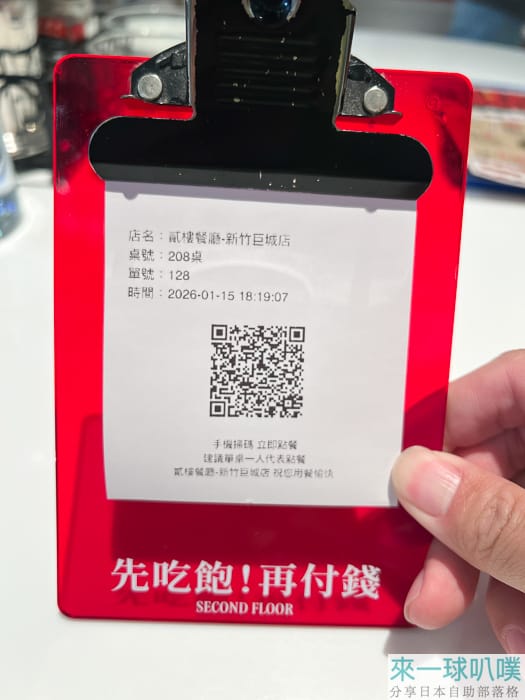 店名：貳樓餐廳-新竹巨城店
桌號：208桌
單號：128
時間：2026-01-15 18:19:07
手機掃碼 立即點餐
建議單桌一人代表點餐
貳樓餐廳-新竹巨城店 祝您用餐愉快
先吃飽！再付錢
SECOND FLOOR
來一球叭噗
分享日本自助部落格